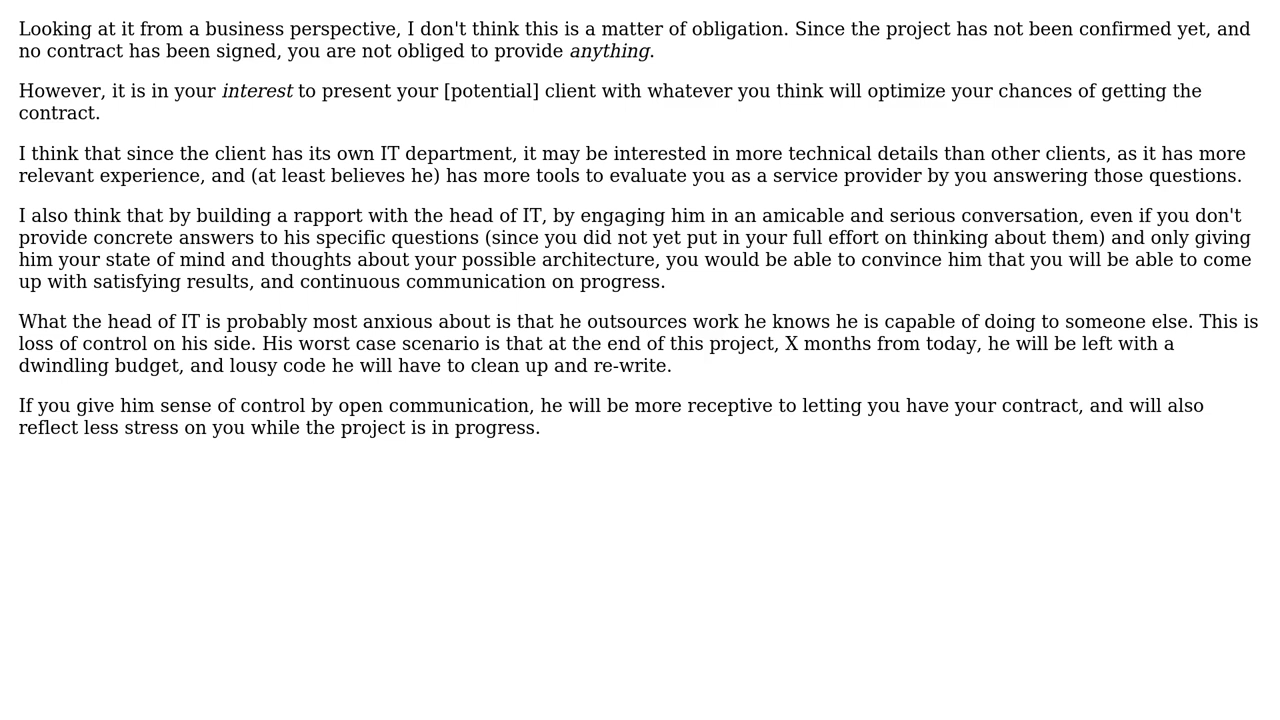 Looking at it from a business perspective, I don't think this is a matter of obligation. Since the project has not been confirmed yet, and
no contract has been signed, you are not obliged to provide anything.
However, it is in your interest to present your [potential] client with whatever you think will optimize your chances of getting the
contract.
I think that since the client has its own IT department, it may be interested in more technical details than other clients, as it has more
relevant experience, and (at least believes he) has more tools to evaluate you as a service provider by you answering those questions.
I also think that by building a rapport with the head of IT, by engaging him in an amicable and serious conversation, even if you don't
provide concrete answers to his specific questions (since you did not yet put in your full effort on thinking about them) and only giving
him your state of mind and thoughts about your possible architecture, you would be able to convince him that you will be able to come
up with satisfying results, and continuous communication on progress.
What the head of IT is probably most anxious about is that he outsources work he knows he is capable of doing to someone else. This is
loss of control on his side. His worst case scenario is that at the end of this project, X months from today, he will be left with a
dwindling budget, and lousy code he will have to clean up and re-write.
If you give him sense of control by open communication, he will be more receptive to letting you have your contract, and will also
reflect less stress on you while the project is in progress.